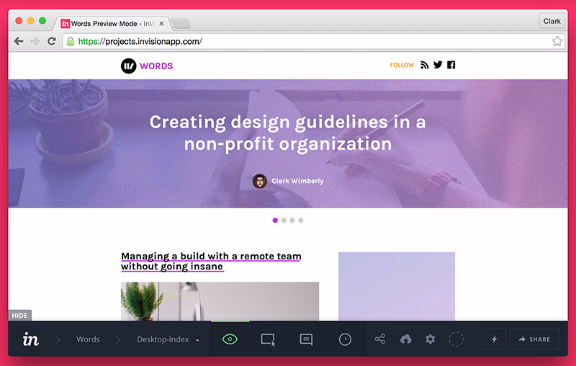 Words Preview Mode - InVis
Clark
https://projects.invisionapp.com/
WORDS
FOLLOW
Creating design guidelines in a
non-profit organization
Clark Wimberly
Managing a build with a remote team
without going insane
HIDE
in
Words
Desktop-Index
SHARE